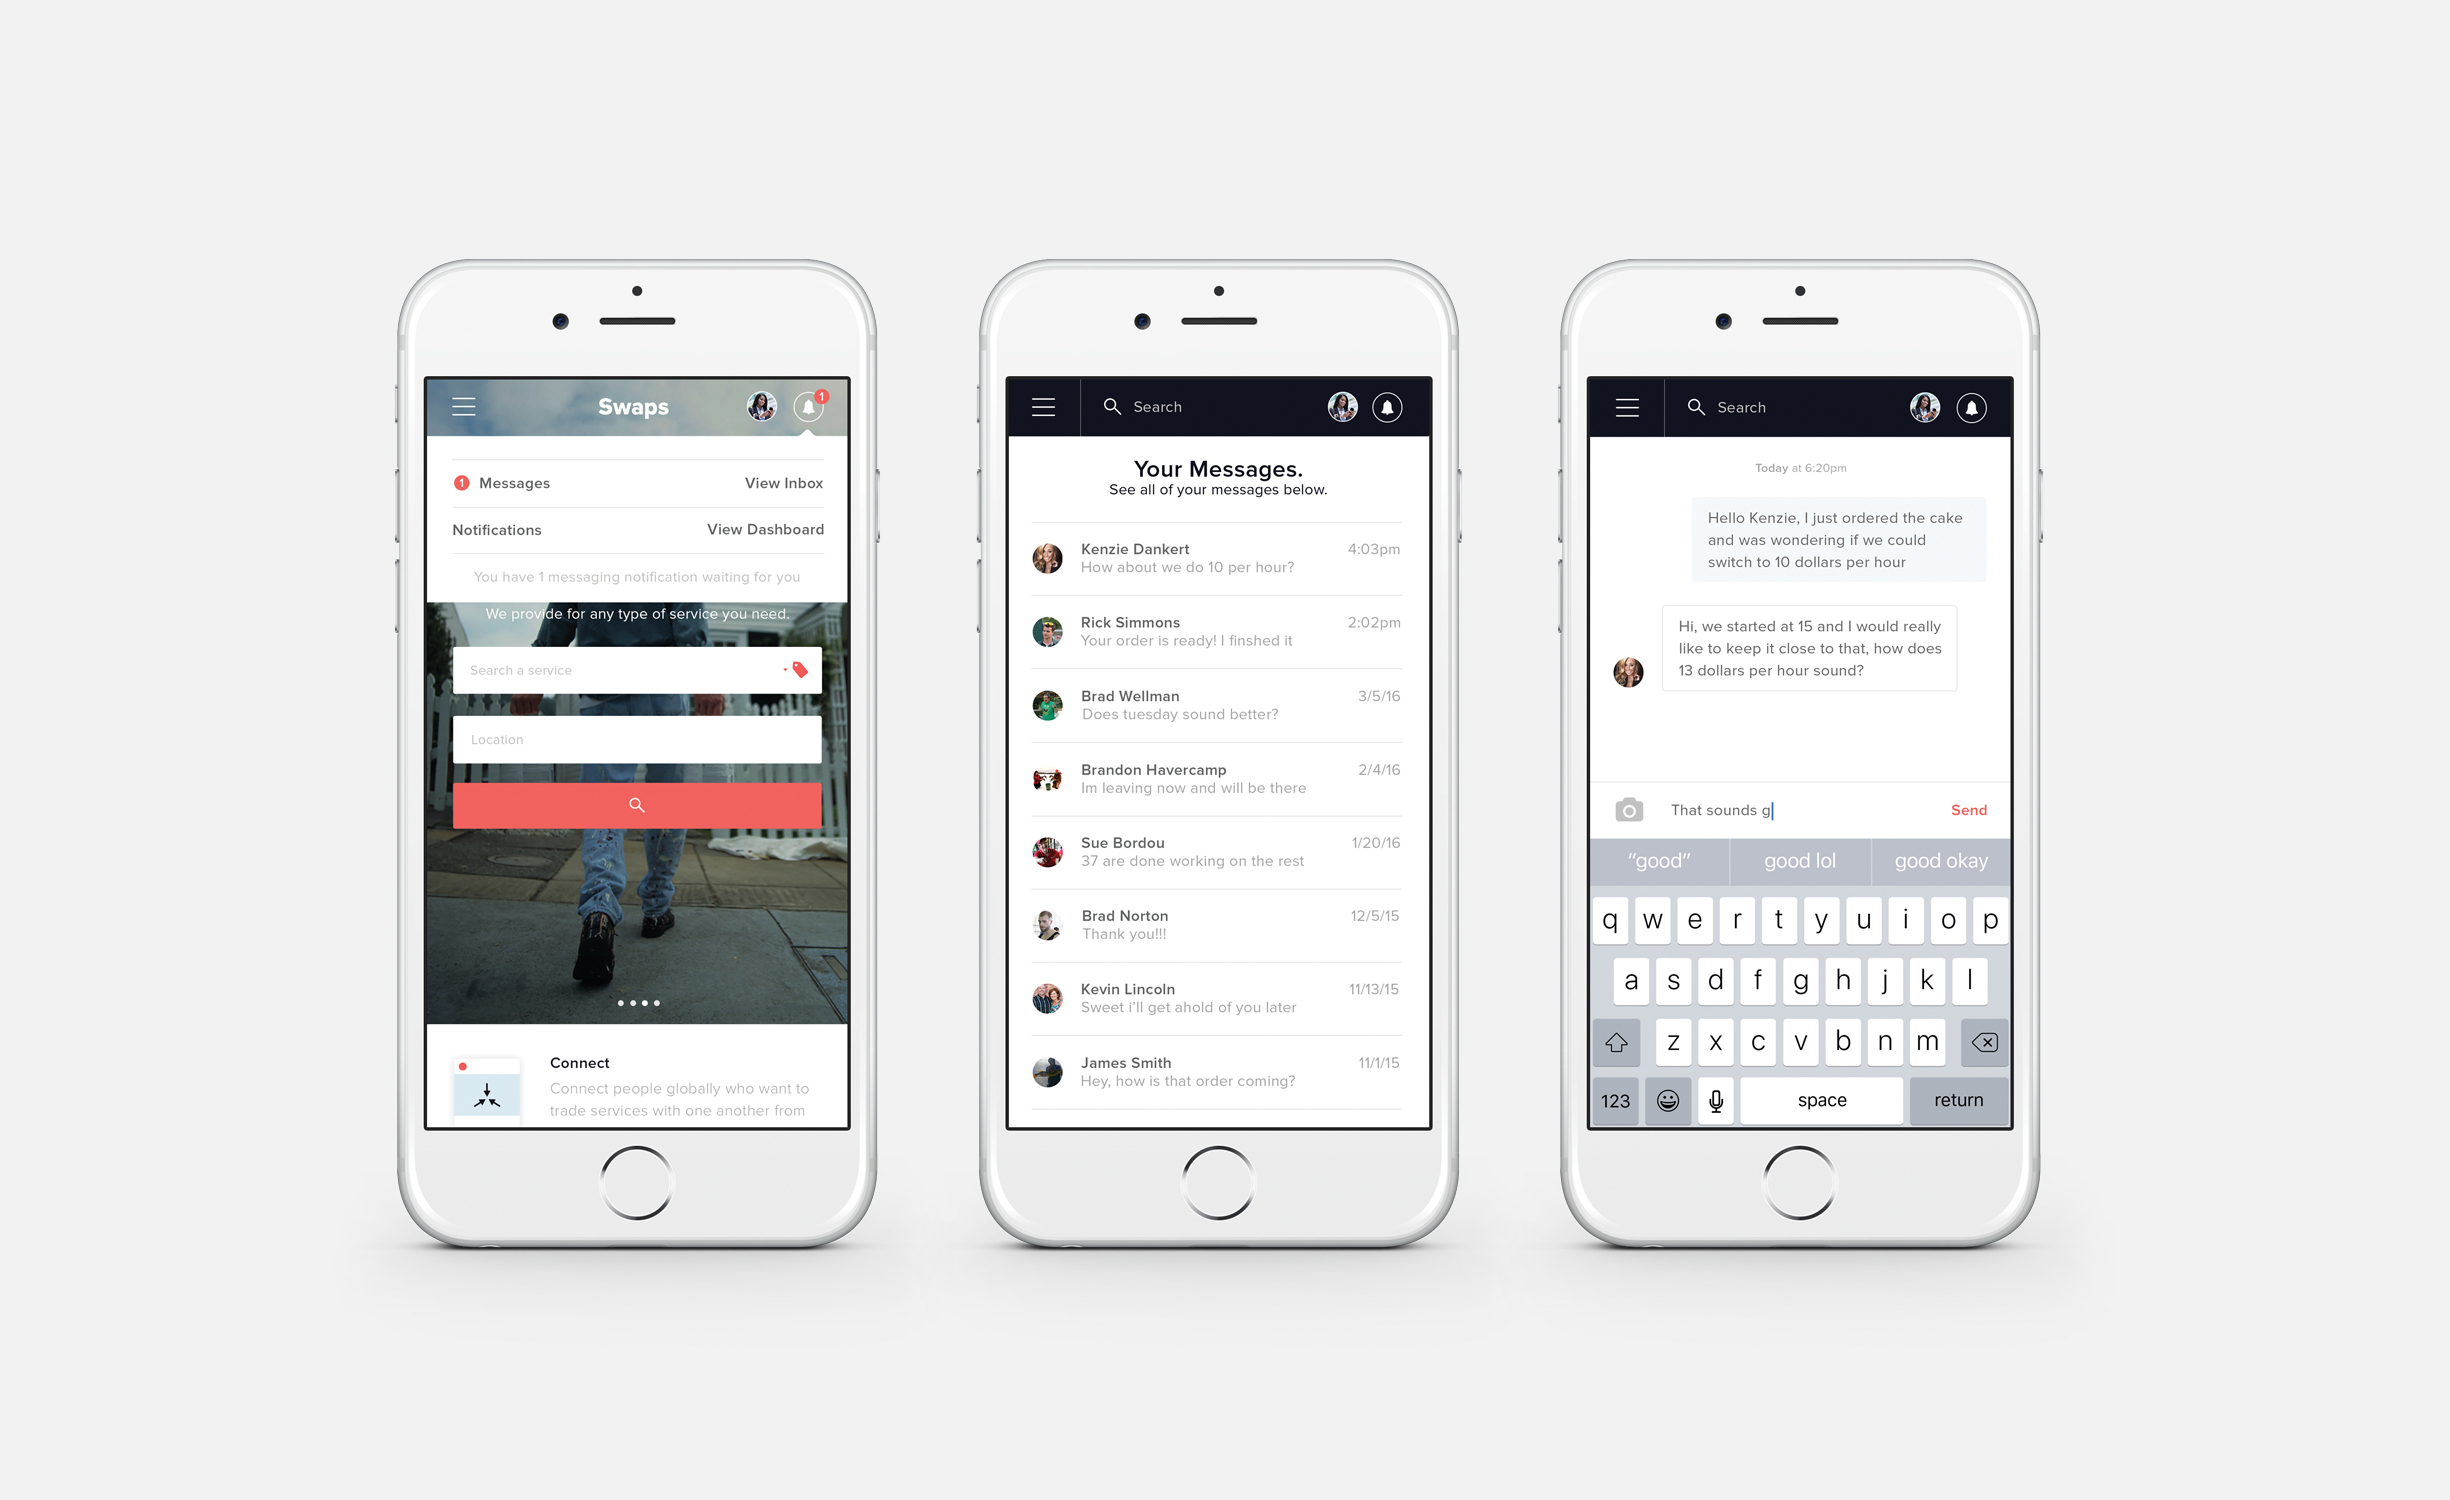 Swaps
1
1 Messages View Inbox
Notifications View Dashboard
You have 1 messaging notification waiting for you
We provide for any type of service you need.
Search a service
Location
Connect
Connect people globally who want to
trade services with one another from
Search
Your Messages.
See all of your messages below.
Kenzie Dankert 4:03pm
How about we do 10 per hour?
Rick Simmons 2:02pm
Your order is ready! I finshed it
Brad Wellman 3/5/16
Does tuesday sound better?
Brandon Havercamp 2/4/16
Im leaving now and will be there
Sue Bordou 1/20/16
37 are done working on the rest
Brad Norton 12/5/15
Thank you!!!
Kevin Lincoln 11/13/15
Sweet i'll get ahold of you later
James Smith 11/1/15
Hey, how is that order coming?
Search
Today at 6:20pm
Hello Kenzie, I just ordered the cake
and was wondering if we could
switch to 10 dollars per hour
Hi, we started at 15 and I would really
like to keep it close to that, how does
13 dollars per hour sound?
That sounds g Send
"good" good lol good okay
q w e r t y u i o p
a s d f g h j k l
z x c v b n m
123 space return